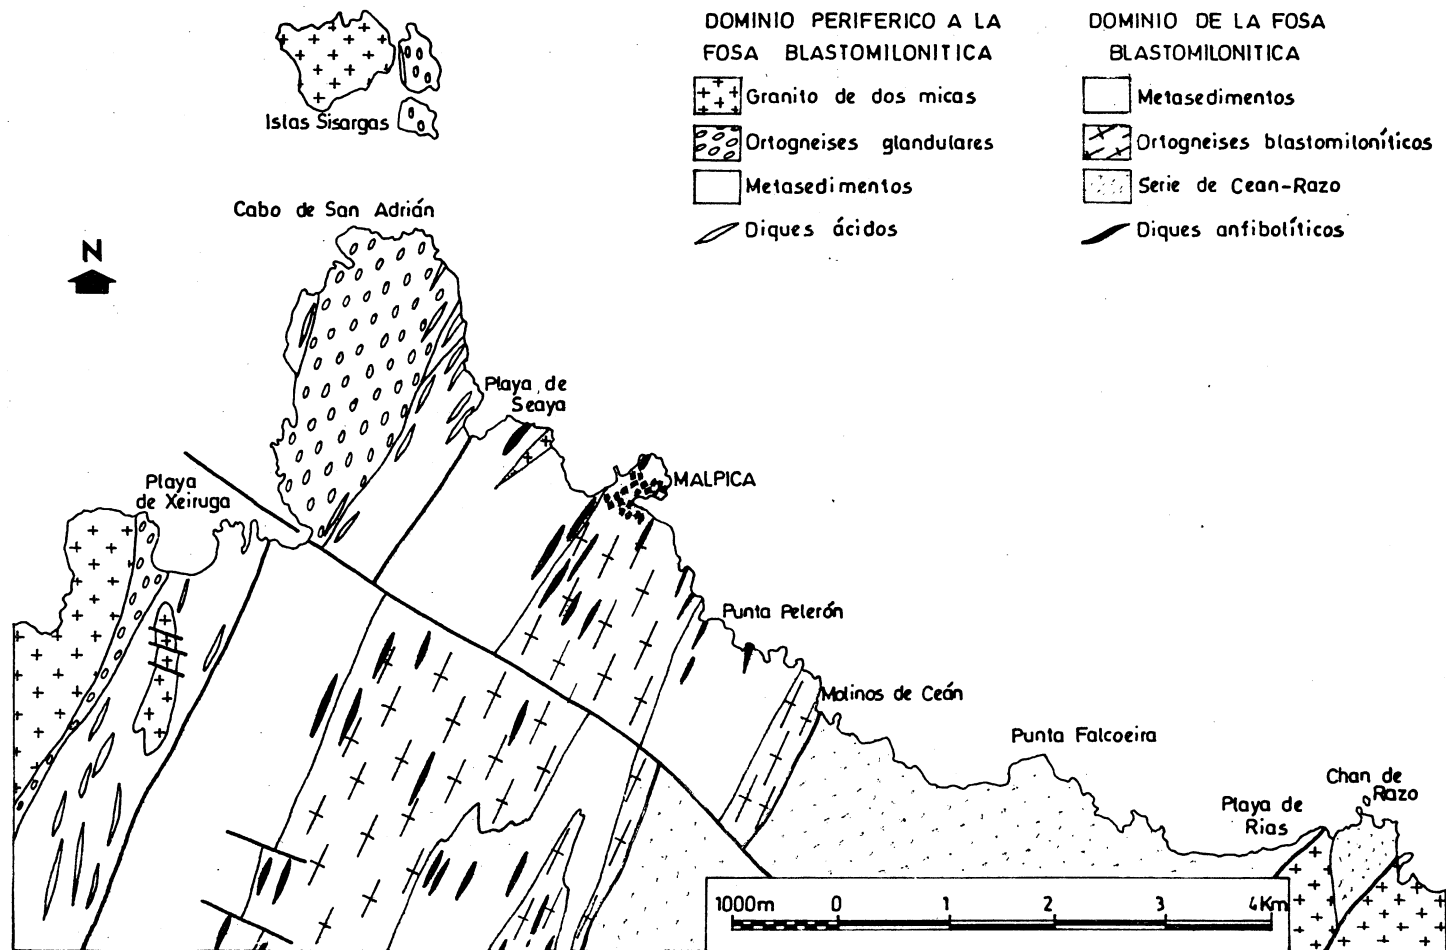 DOMINIO PERIFERICO A LA
FOSA BLASTOMILONITICA
Granito de dos micas
Ortogneises glandulares
Metasedimentos
Diques ácidos
DOMINIO DE LA FOSA
BLASTOMILONITICA
Metasedimentos
Ortogneises blastomiloníticos
Serie de Cean-Razo
Diques anfibolíticos
Islas Sisargas
Cabo de San Adrián
N
Playa de
Seaya
MALPICA
Playa
de Xeiruga
Punta Pelerón
Molinos de Ceán
Punta Falcoeira
Chan de
Razo
Playa de
Rias
1000m 0 1 2 3 4Km